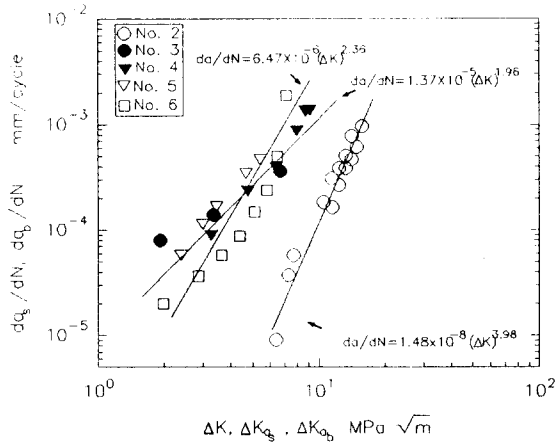 No. 2
No. 3
No. 4
No. 5
No. 6
da/dN=6.47×10⁻⁶(ΔK)^2.36
da/dN=1.37×10⁻⁵(ΔK)^1.96
da/dN=1.48×10⁻⁸(ΔK)^3.98
da_s/dN, da_b/dN mm/cycle
10⁻²
10⁻³
10⁻⁴
10⁻⁵
10⁰ 10¹ 10²
ΔK, ΔK_a_s, ΔK_a_b MPa √m